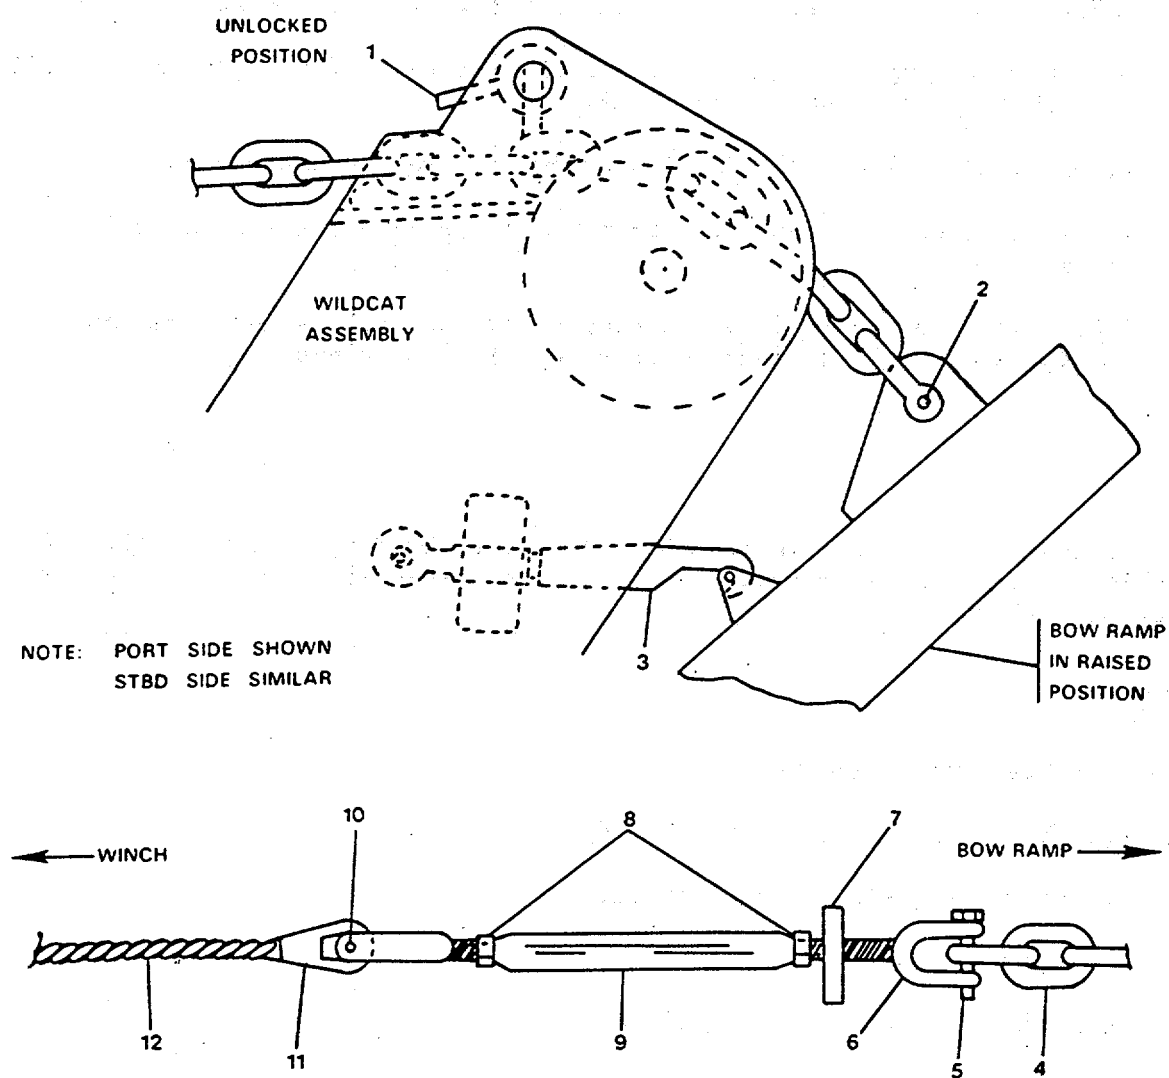 UNLOCKED
POSITION
1
2
WILDCAT
ASSEMBLY
3
NOTE: PORT SIDE SHOWN
STBD SIDE SIMILAR
BOW RAMP
IN RAISED
POSITION
10
8
7
WINCH
BOW RAMP
12
11
9
6
5
4